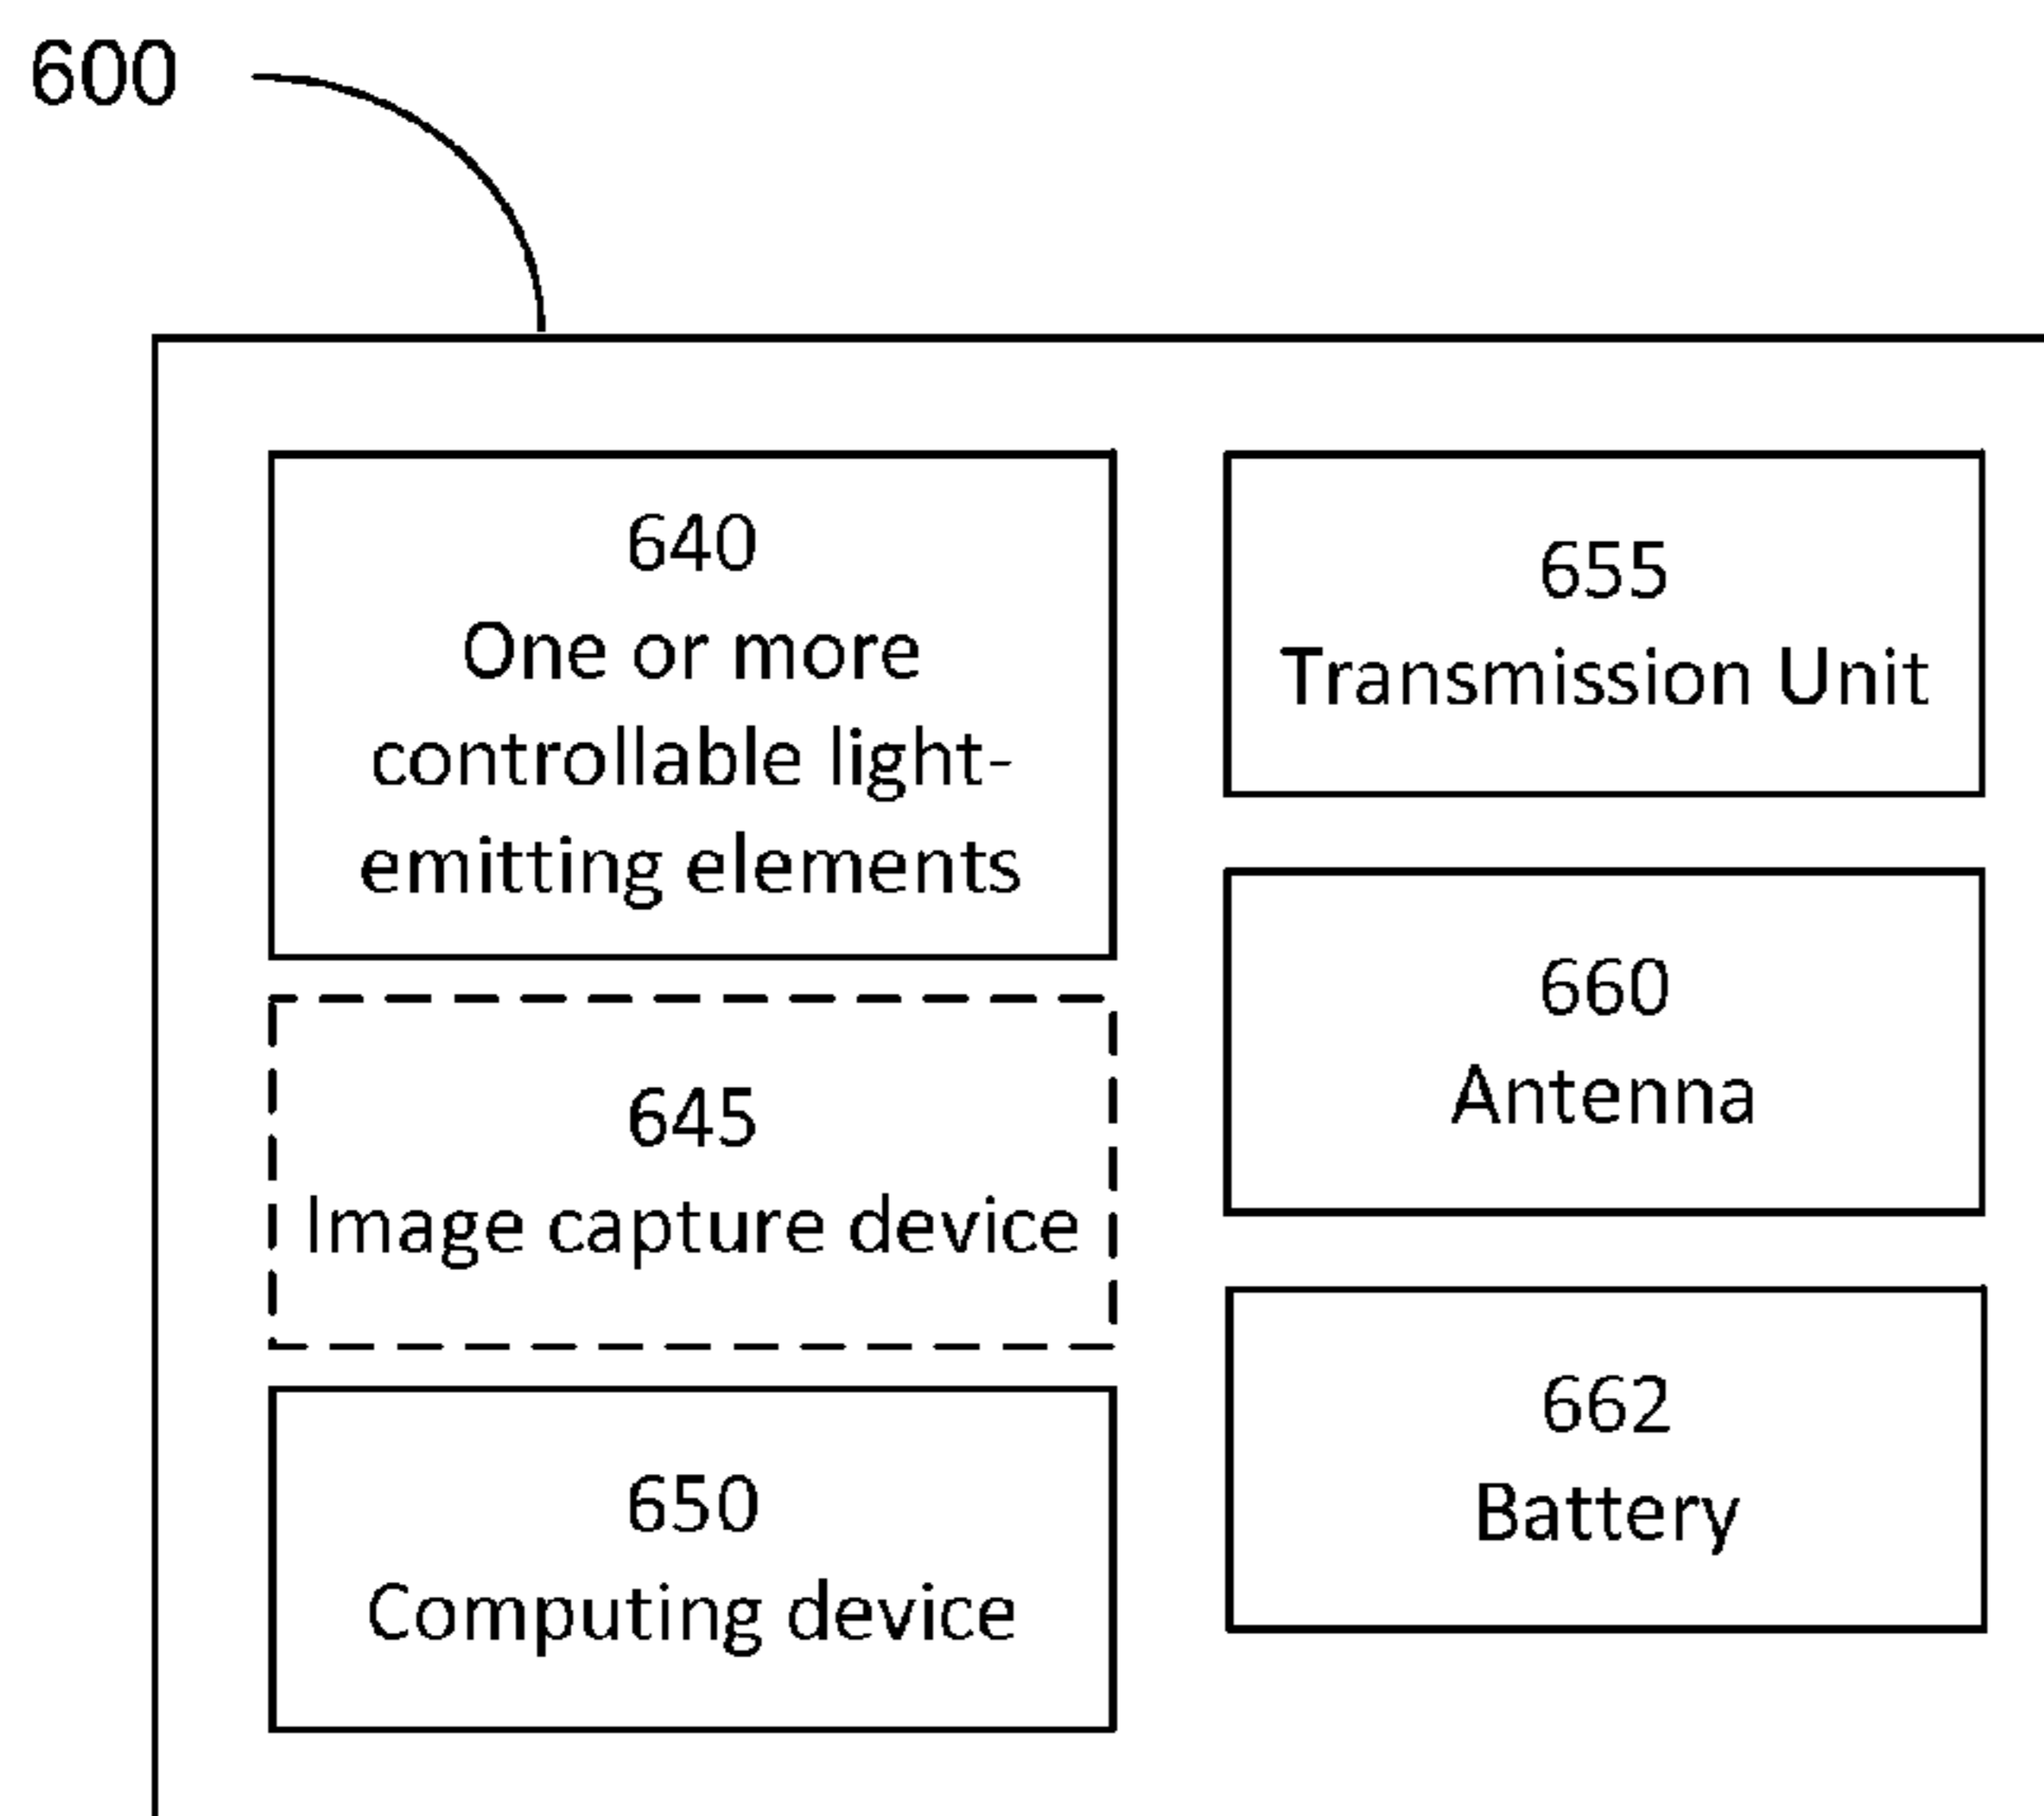 600
640
One or more
controllable light-
emitting elements
645
Image capture device
650
Computing device
655
Transmission Unit
660
Antenna
662
Battery